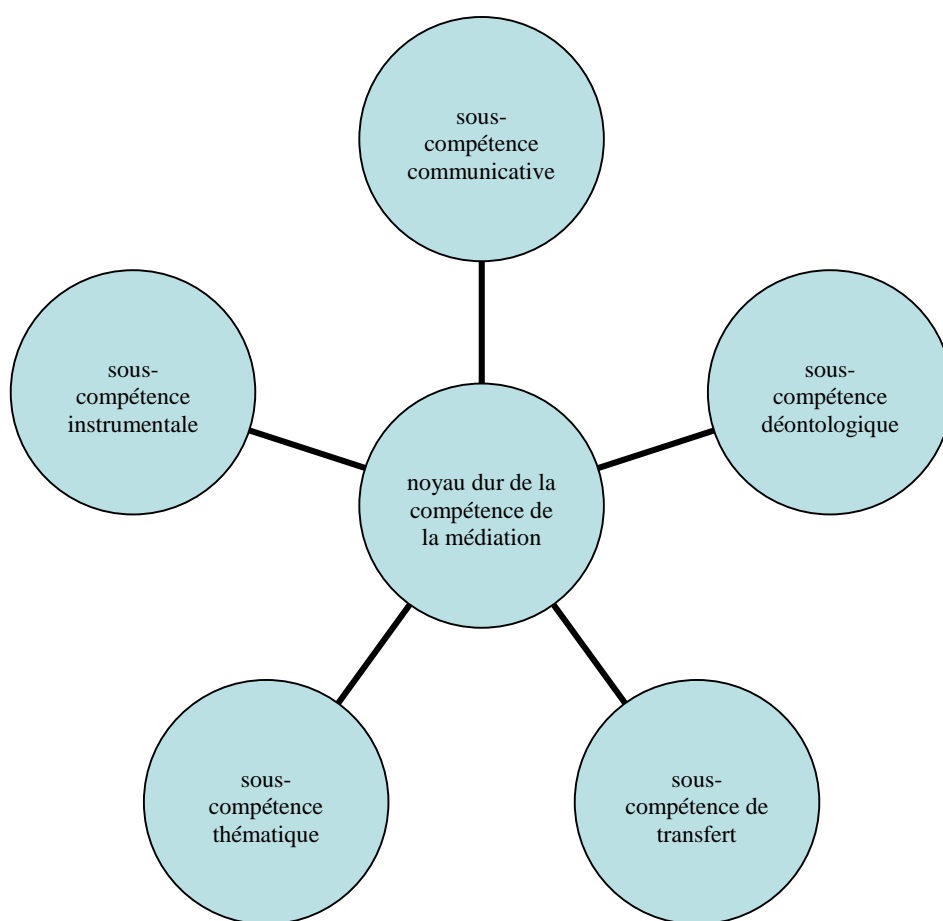 sous-
compétence
communicative
sous-
compétence
instrumentale
sous-
compétence
déontologique
noyau dur de la
compétence de
la médiation
sous-
compétence
thématique
sous-
compétence de
transfert